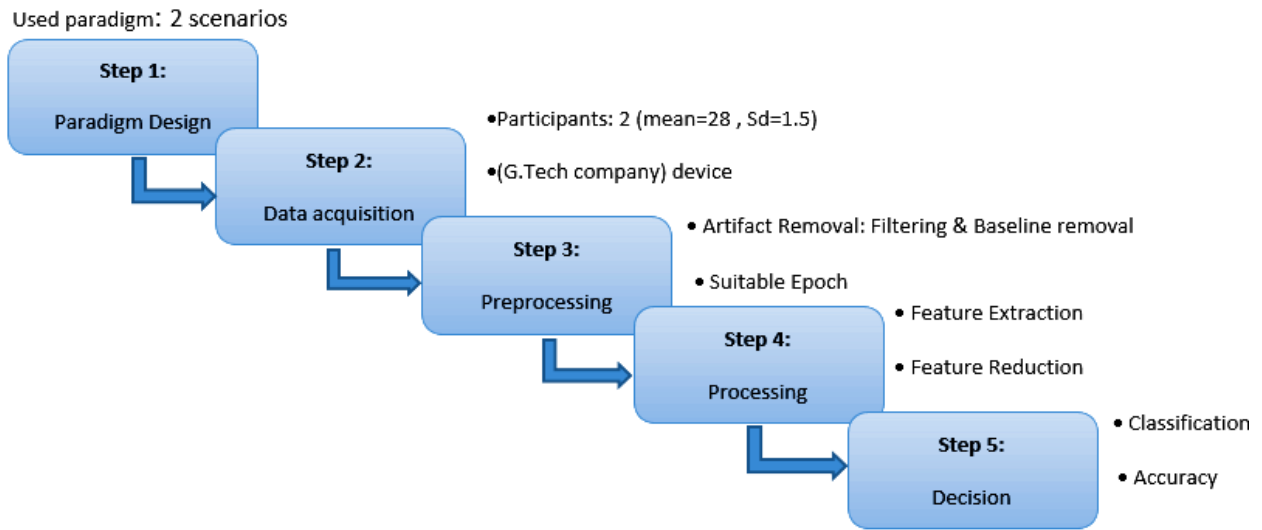 Used paradigm: 2 scenarios
Step 1:
Paradigm Design
•Participants: 2 (mean=28 , Sd=1.5)
Step 2:
•(G.Tech company) device
Data acquisition
• Artifact Removal: Filtering & Baseline removal
Step 3:
• Suitable Epoch
Preprocessing
• Feature Extraction
Step 4:
• Feature Reduction
Processing
• Classification
Step 5:
• Accuracy
Decision